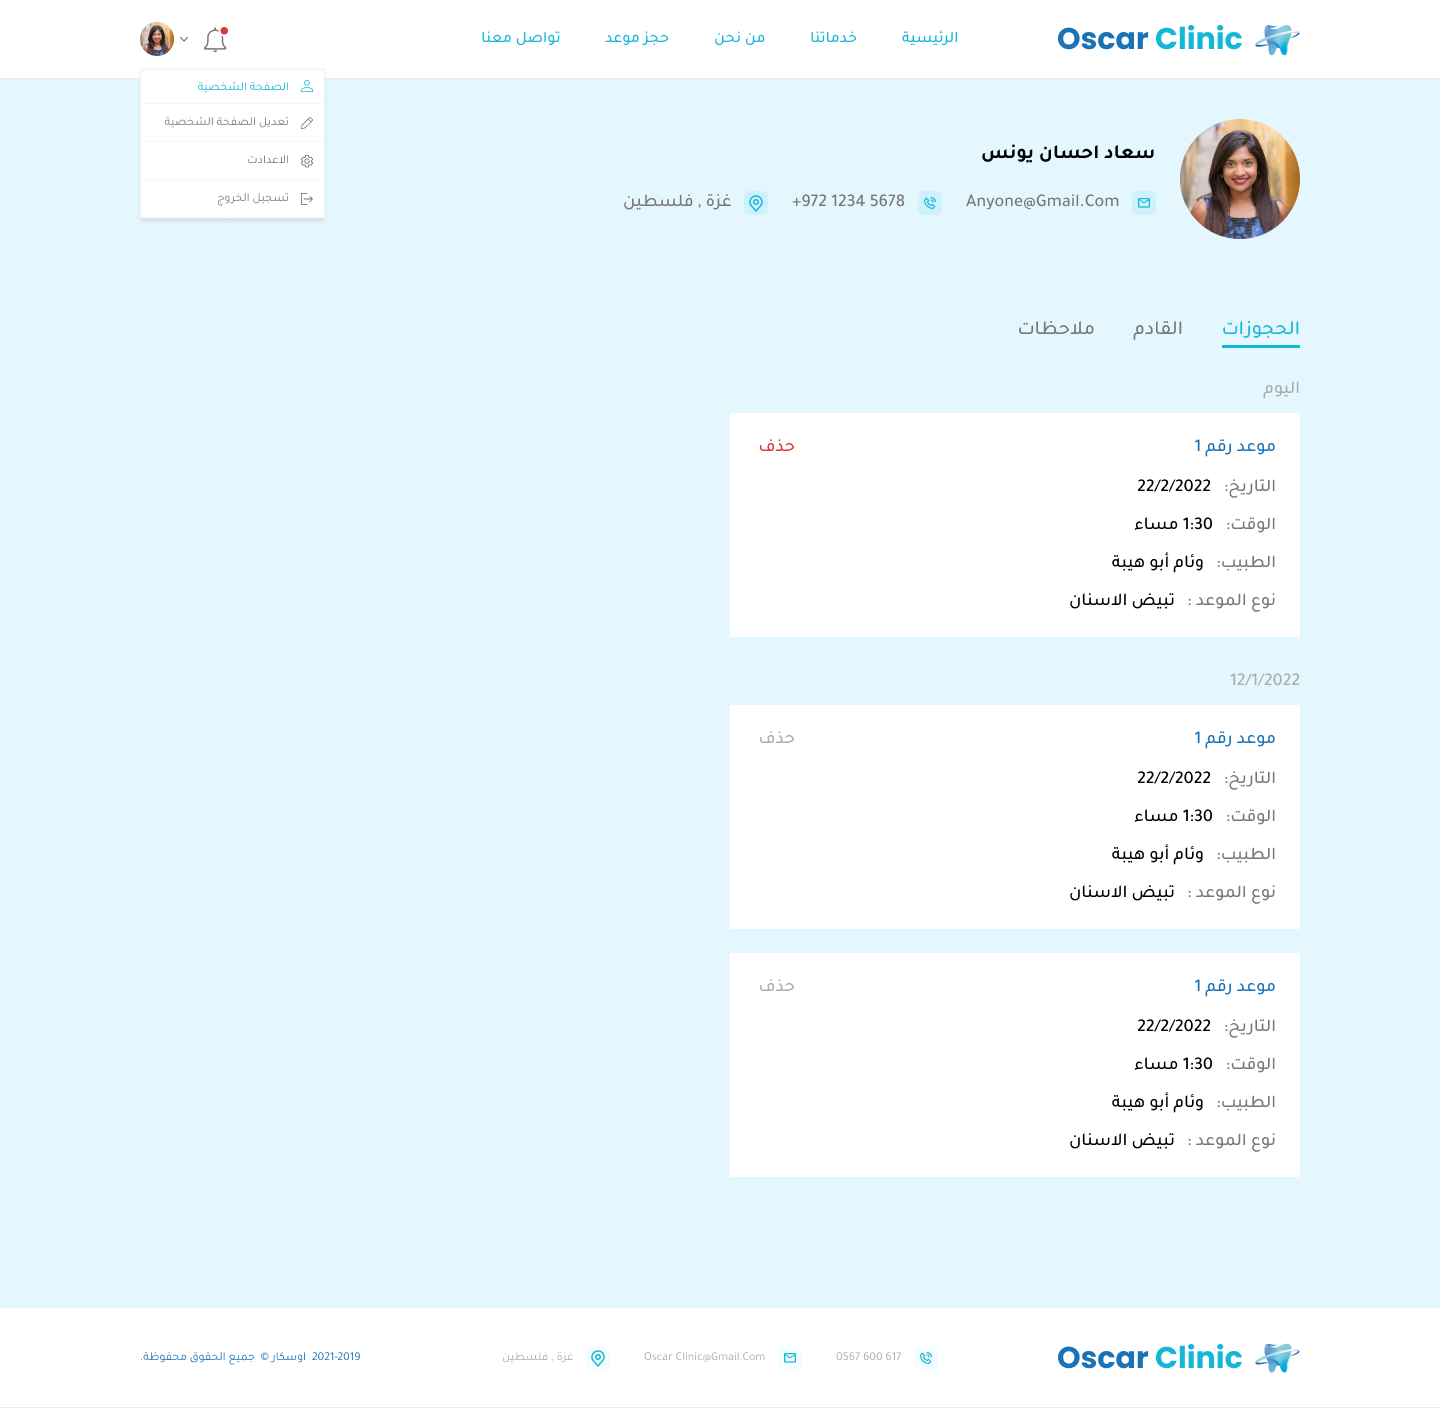 Oscar Clinic
الرئيسية
خدماتنا
من نحن
حجز موعد
تواصل معنا
الصفحة الشخصية
تعديل الصفحة الشخصية
الاعدادت
تسجيل الخروج
سعاد احسان يونس
Anyone@Gmail.Com
+972 1234 5678
غزة , فلسطين
الحجوزات
القادم
ملاحظات
اليوم
موعد رقم 1
حذف
التاريخ: 22/2/2022
الوقت: 1:30 مساء
الطبيب: وئام أبو هيبة
نوع الموعد : تبيض الاسنان
12/1/2022
موعد رقم 1
حذف
التاريخ: 22/2/2022
الوقت: 1:30 مساء
الطبيب: وئام أبو هيبة
نوع الموعد : تبيض الاسنان
موعد رقم 1
حذف
التاريخ: 22/2/2022
الوقت: 1:30 مساء
الطبيب: وئام أبو هيبة
نوع الموعد : تبيض الاسنان
Oscar Clinic
0567 600 617
Oscar Clinic@Gmail.Com
غزة , فلسطين
2021-2019 اوسكار © جميع الحقوق محفوظة.